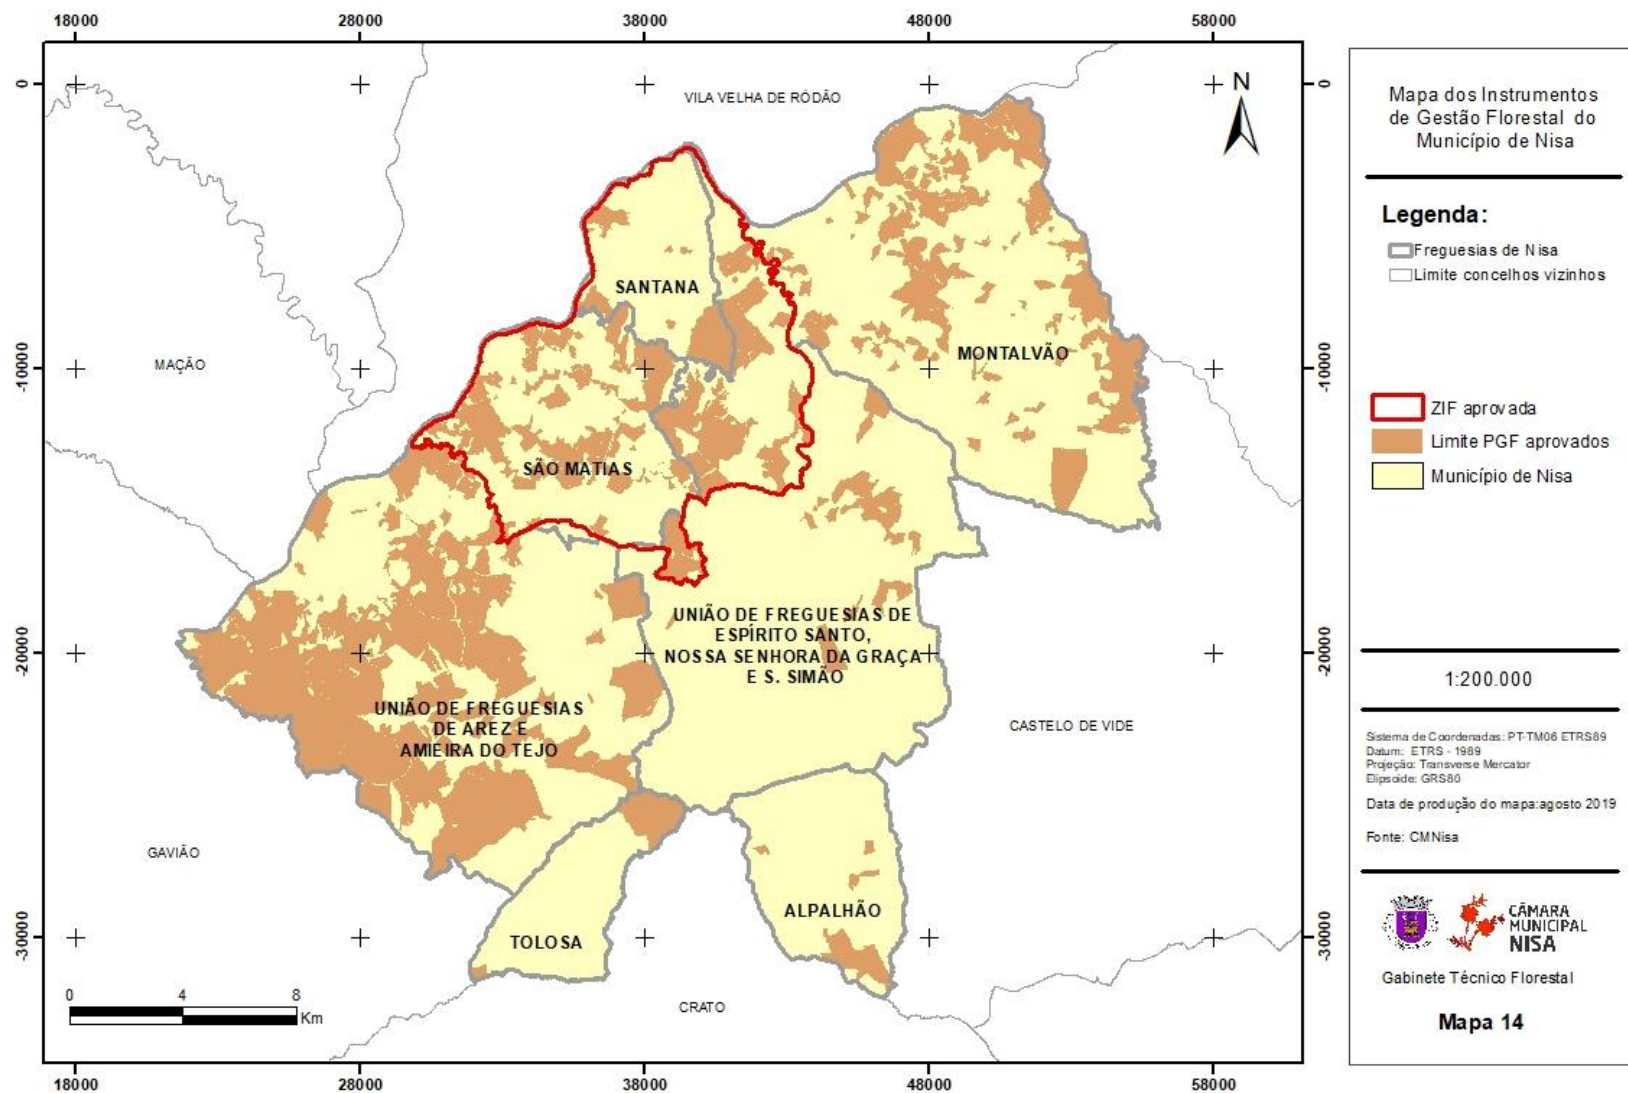 18000 28000 38000 48000 58000
0
-10000
-20000
-30000
0
-10000
-20000
-30000
18000 28000 38000 48000 58000
VILA VELHA DE RÓDÃO
N
SANTANA
MAÇÃO
MONTALVÃO
SÃO MATIAS
UNIÃO DE FREGUESIAS DE
ESPÍRITO SANTO,
NOSSA SENHORA DA GRAÇA
E S. SIMÃO
UNIÃO DE FREGUESIAS
DE AREZ E
AMIEIRA DO TEJO
CASTELO DE VIDE
GAVIÃO
ALPALHÃO
TOLOSA
CRATO
0 4 8
Km
Mapa dos Instrumentos
de Gestão Florestal do
Município de Nisa
Legenda:
Freguesias de Nisa
Limite concelhos vizinhos
ZIF aprovada
Limite PGF aprovados
Município de Nisa
1:200.000
Sistema de Coordenadas: PT-TM06 ETRS89
Datum: ETRS - 1989
Projeção: Transverse Mercator
Elipsoide: GRS80
Data de produção do mapa:agosto 2019
Fonte: CMNisa
CÂMARA
MUNICIPAL
NISA
Gabinete Técnico Florestal
Mapa 14